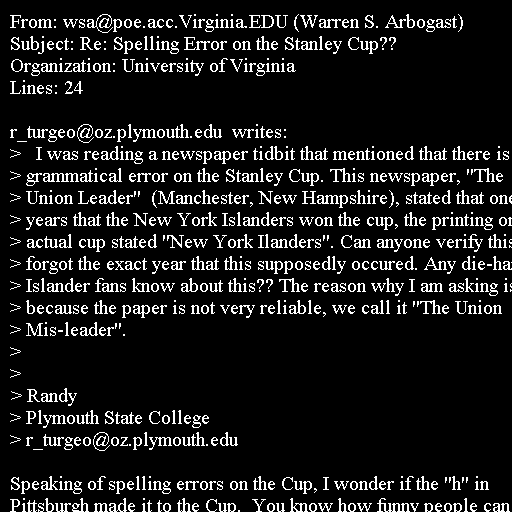 From: wsa@poe.acc.Virginia.EDU (Warren S. Arbogast)
Subject: Re: Spelling Error on the Stanley Cup??
Organization: University of Virginia
Lines: 24

r_turgeo@oz.plymouth.edu  writes:
>   I was reading a newspaper tidbit that mentioned that there is
> grammatical error on the Stanley Cup. This newspaper, "The
> Union Leader"  (Manchester, New Hampshire), stated that one
> years that the New York Islanders won the cup, the printing on
> actual cup stated "New York Ilanders". Can anyone verify this
> forgot the exact year that this supposedly occured. Any die-ha
> Islander fans know about this?? The reason why I am asking is
> because the paper is not very reliable, we call it "The Union
> Mis-leader".
>
>
> Randy
> Plymouth State College
> r_turgeo@oz.plymouth.edu

Speaking of spelling errors on the Cup, I wonder if the "h" in
Pittsburgh made it to the Cup.  You know how funny people can